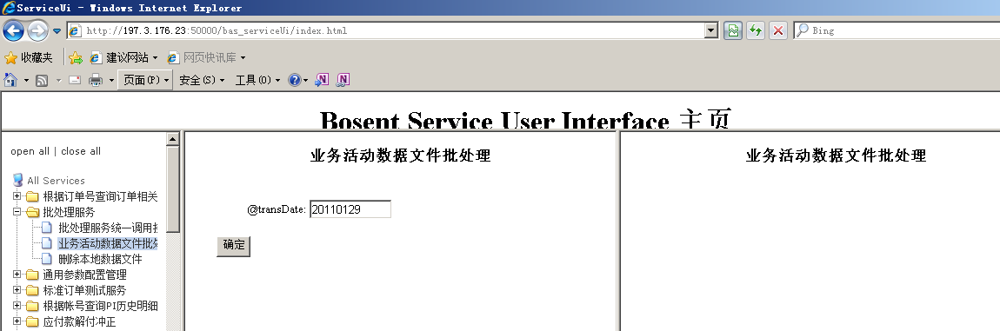 ServiceUi - Windows Internet Explorer
http://197.3.176.23:50000/bas_serviceUi/index.html
Bing
收藏夹
建议网站
网页快讯库
页面(P)
安全(S)
工具(O)
Bosent Service User Interface 主页
open all | close all
All Services
根据订单号查询订单相关
批处理服务
批处理服务统一调用
业务活动数据文件批处
删除本地数据文件
通用参数配置管理
标准订单测试服务
根据帐号查询PI历史明细
应付款解付冲正
业务活动数据文件批处理
@transDate: 20110129
确定
业务活动数据文件批处理